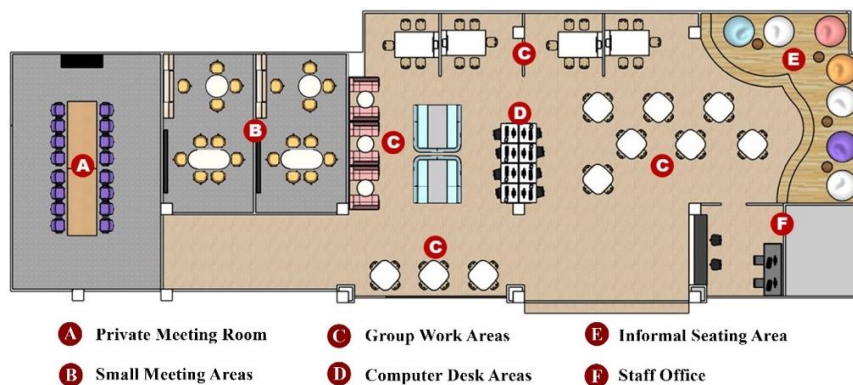 C
E
D
B
C
A
C
F
C
A Private Meeting Room
C Group Work Areas
E Informal Seating Area
B Small Meeting Areas
D Computer Desk Areas
F Staff Office